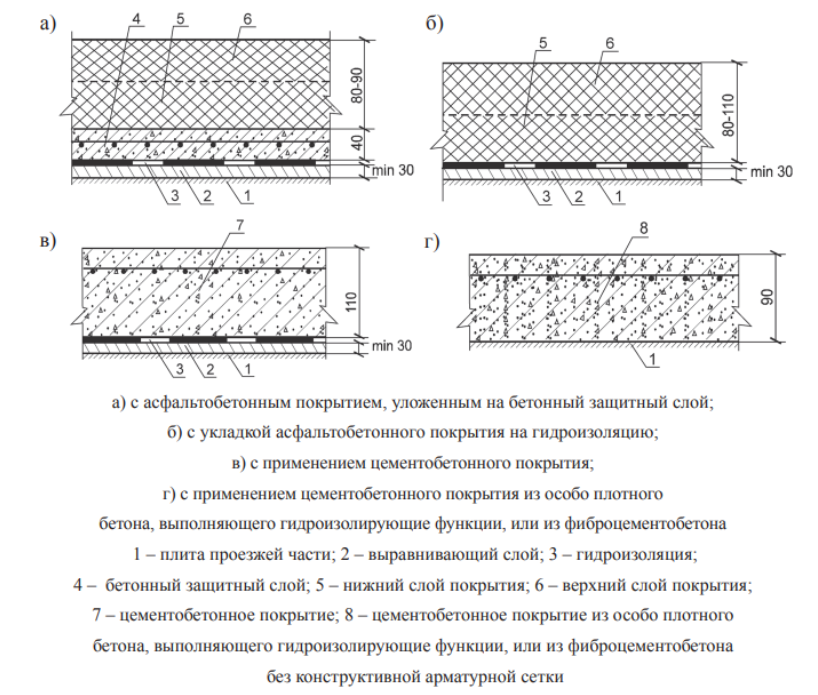 а)
4 5 6
80-90
40
min 30
3 2 1
б)
5 6
80-110
min 30
3 2 1
в)
7
110
min 30
3 2 1
г)
8
90
1
а) с асфальтобетонным покрытием, уложенным на бетонный защитный слой;
б) с укладкой асфальтобетонного покрытия на гидроизоляцию;
в) с применением цементобетонного покрытия;
г) с применением цементобетонного покрытия из особо плотного
бетона, выполняющего гидроизолирующие функции, или из фиброцементобетона
1 – плита проезжей части; 2 – выравнивающий слой; 3 – гидроизоляция;
4 – бетонный защитный слой; 5 – нижний слой покрытия; 6 – верхний слой покрытия;
7 – цементобетонное покрытие; 8 – цементобетонное покрытие из особо плотного
бетона, выполняющего гидроизолирующие функции, или из фиброцементобетона
без конструктивной арматурной сетки